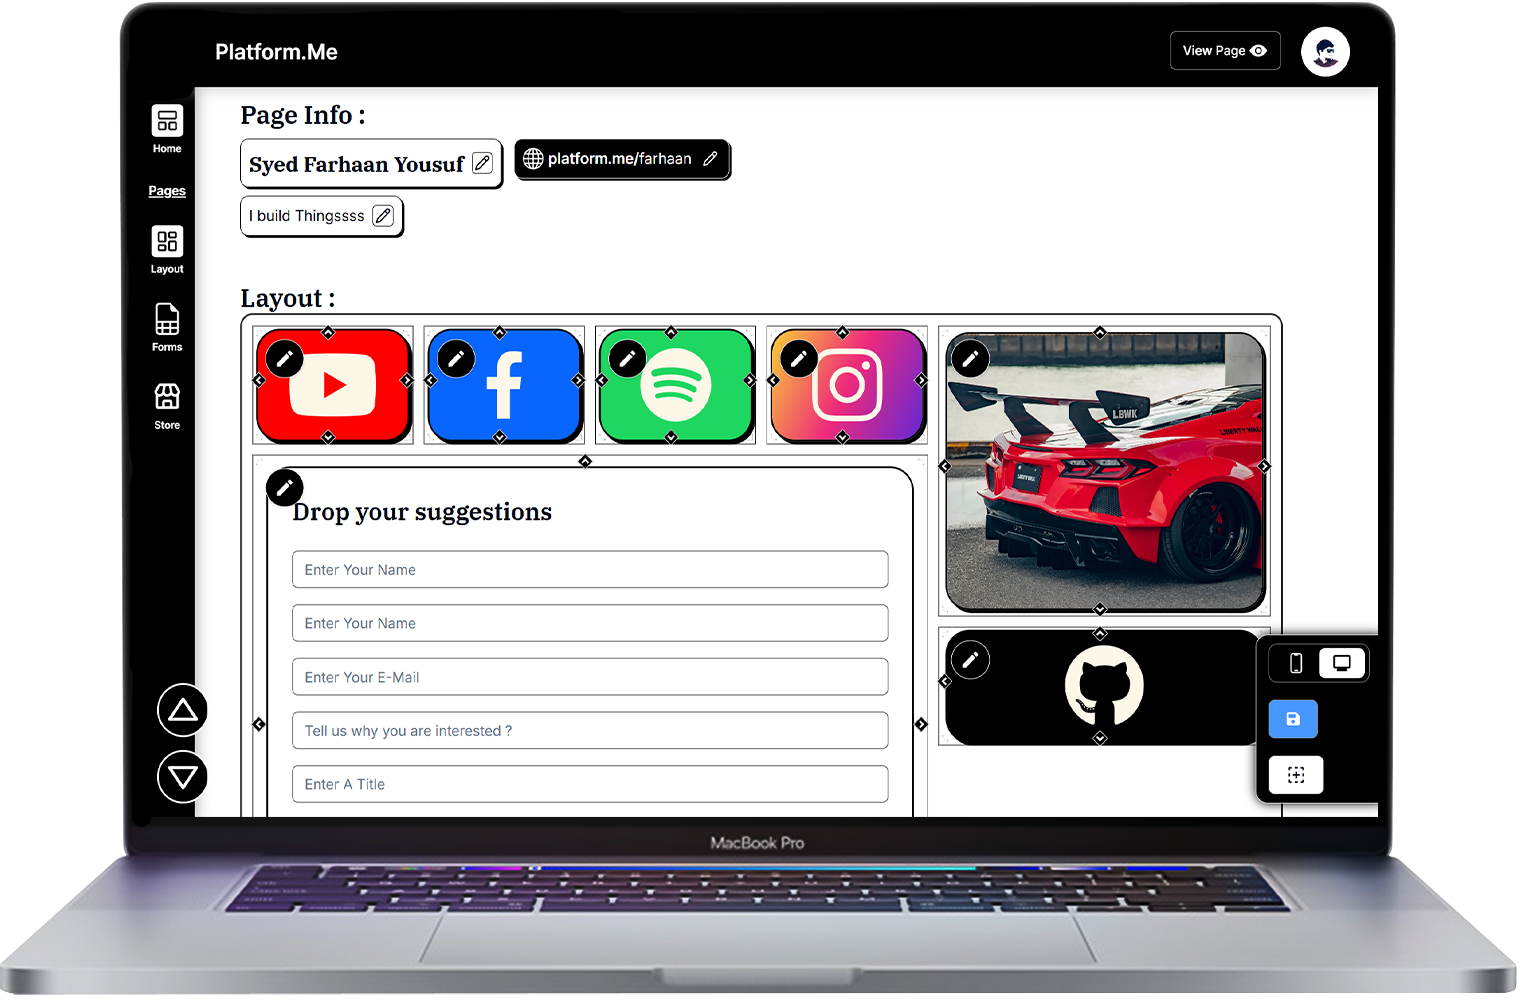 Platform.Me
View Page
Home
Pages
Layout
Forms
Store
Page Info :
Syed Farhaan Yousuf
platform.me/farhaan
I build Thingssss
Layout :
LBWK
LIBERTY WALK
Drop your suggestions
Enter Your Name
Enter Your Name
Enter Your E-Mail
Tell us why you are interested ?
Enter A Title
MacBook Pro